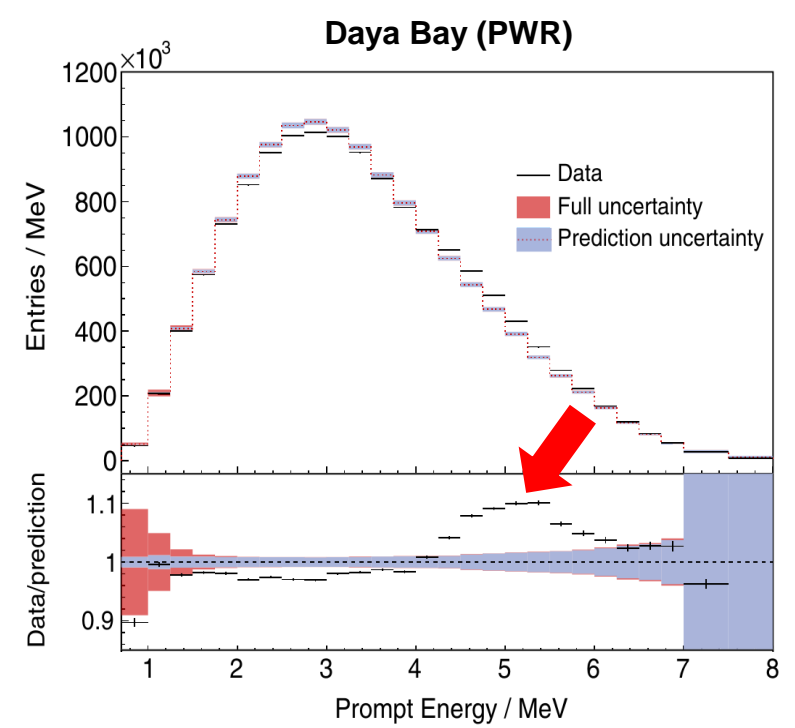 Daya Bay (PWR)
×10³
1200
1000
800
600
400
200
0
Entries / MeV
Data
Full uncertainty
Prediction uncertainty
1.1
1
0.9
Data/prediction
1 2 3 4 5 6 7 8
Prompt Energy / MeV